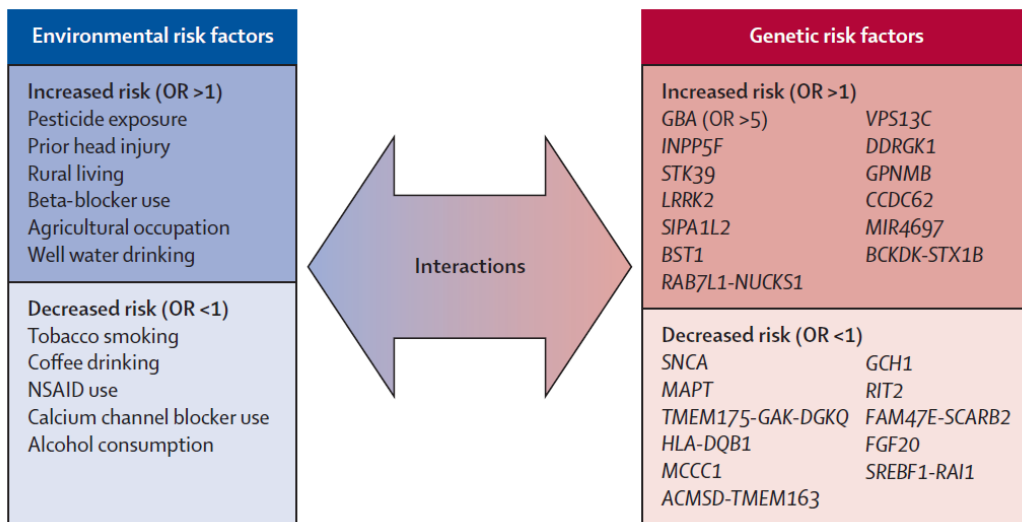 Environmental risk factors
Increased risk (OR >1)
Pesticide exposure
Prior head injury
Rural living
Beta-blocker use
Agricultural occupation
Well water drinking
Decreased risk (OR <1)
Tobacco smoking
Coffee drinking
NSAID use
Calcium channel blocker use
Alcohol consumption
Interactions
Genetic risk factors
Increased risk (OR >1)
GBA (OR >5) VPS13C
INPP5F DDRGK1
STK39 GPNMB
LRRK2 CCDC62
SIPA1L2 MIR4697
BST1 BCKDK-STX1B
RAB7L1-NUCKS1
Decreased risk (OR <1)
SNCA GCH1
MAPT RIT2
TMEM175-GAK-DGKQ FAM47E-SCARB2
HLA-DQB1 FGF20
MCCC1 SREBF1-RAI1
ACMSD-TMEM163